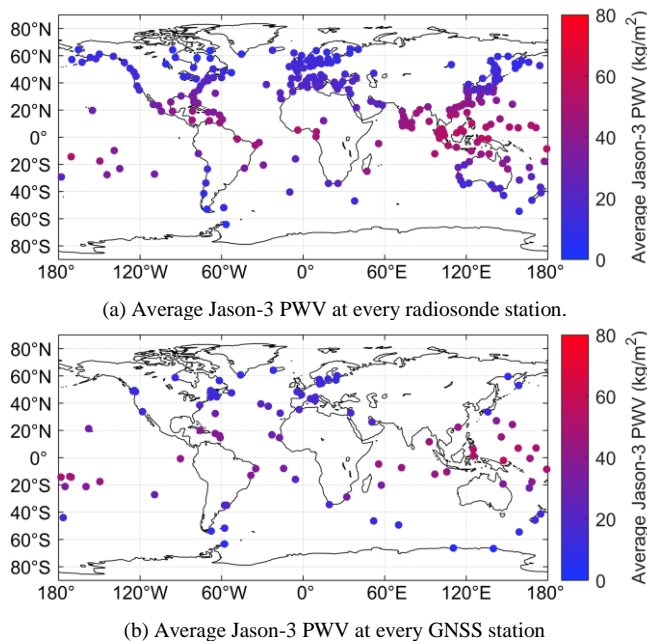 80°N
60°N
40°N
20°N
0°
20°S
40°S
60°S
80°S
180°W 120°W 60°W 0° 60°E 120°E 180°E
80
60
40
20
0
Average Jason-3 PWV (kg/m²)
(a) Average Jason-3 PWV at every radiosonde station.
80°N
60°N
40°N
20°N
0°
20°S
40°S
60°S
80°S
180°W 120°W 60°W 0° 60°E 120°E 180°E
80
60
40
20
0
Average Jason-3 PWV (kg/m²)
(b) Average Jason-3 PWV at every GNSS station